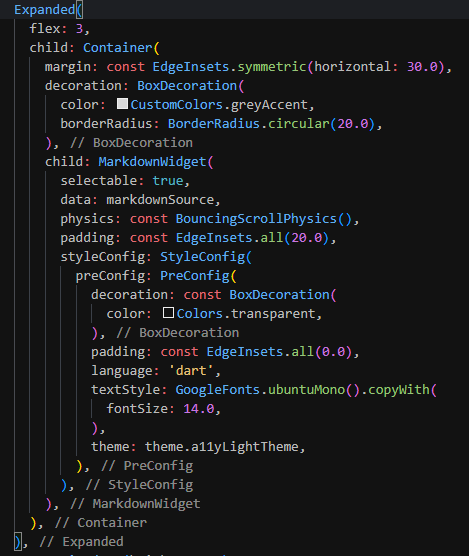 Expanded(
flex: 3,
child: Container(
margin: const EdgeInsets.symmetric(horizontal: 30.0),
decoration: BoxDecoration(
color: CustomColors.greyAccent,
borderRadius: BorderRadius.circular(20.0),
), // BoxDecoration
child: MarkdownWidget(
selectable: true,
data: markdownSource,
physics: const BouncingScrollPhysics(),
padding: const EdgeInsets.all(20.0),
styleConfig: StyleConfig(
preConfig: PreConfig(
decoration: const BoxDecoration(
color: Colors.transparent,
), // BoxDecoration
padding: const EdgeInsets.all(0.0),
language: 'dart',
textStyle: GoogleFonts.ubuntuMono().copyWith(
fontSize: 14.0,
),
theme: theme.a11yLightTheme,
), // PreConfig
), // StyleConfig
), // MarkdownWidget
), // Container
), // Expanded